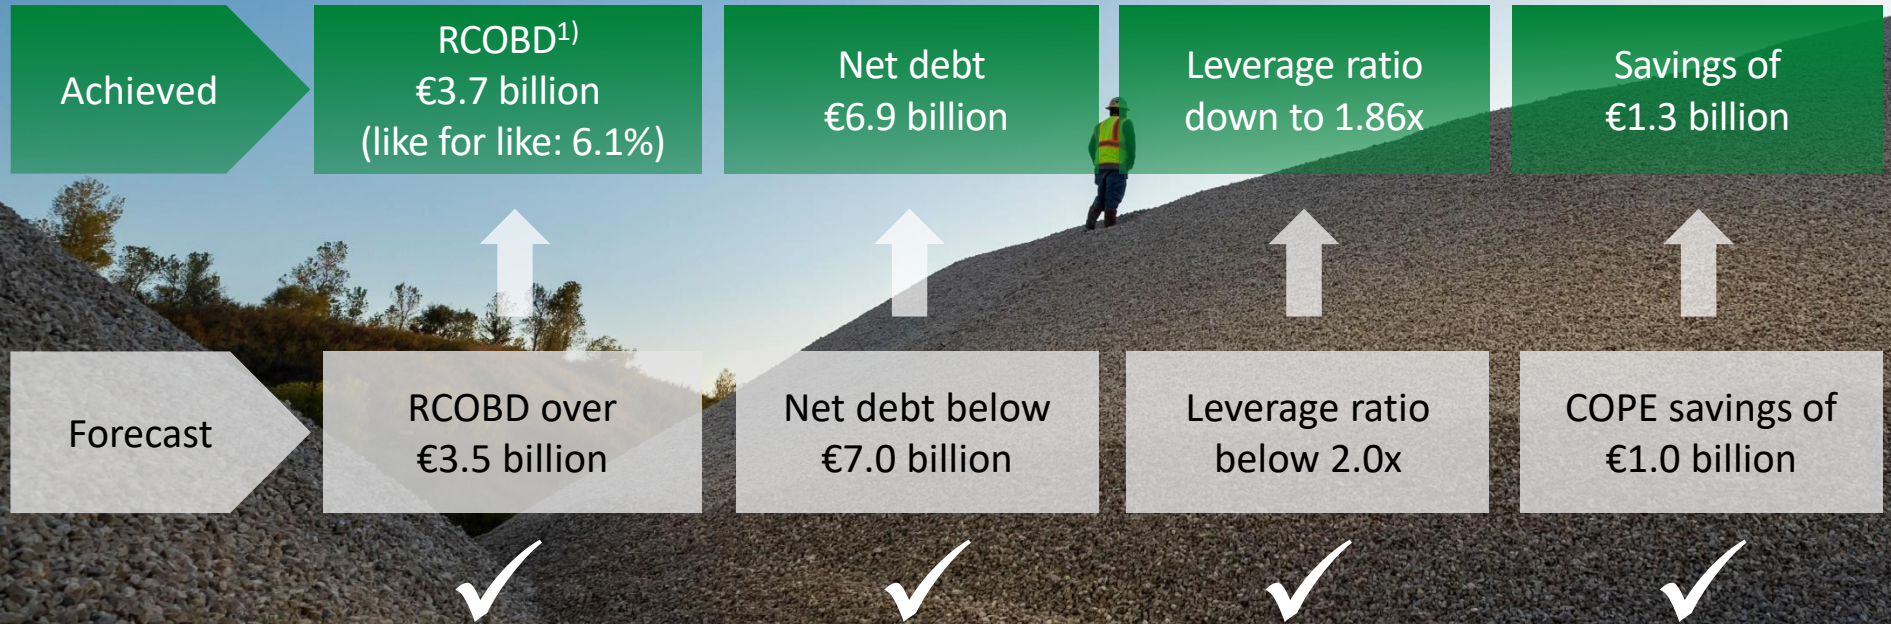 Achieved
RCOBD1)
€3.7 billion
(like for like: 6.1%)
Net debt
€6.9 billion
Leverage ratio
down to 1.86x
Savings of
€1.3 billion
Forecast
RCOBD over
€3.5 billion
Net debt below
€7.0 billion
Leverage ratio
below 2.0x
COPE savings of
€1.0 billion